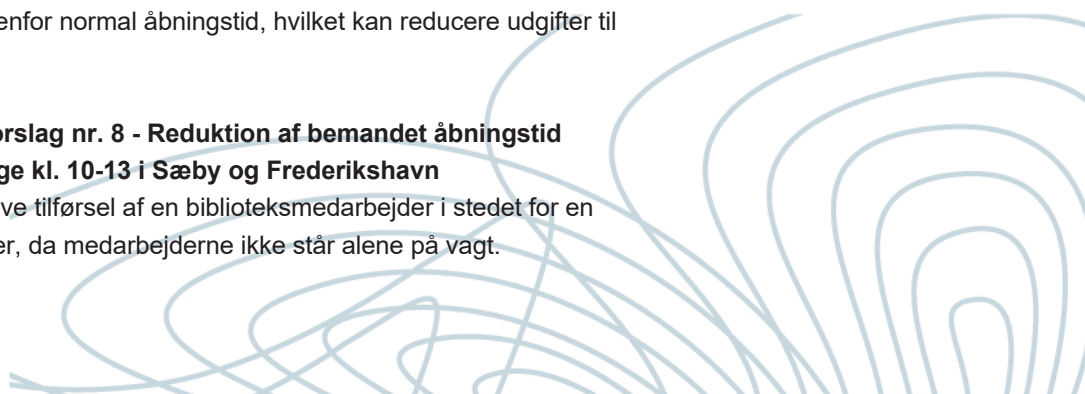 enfor normal åbningstid, hvilket kan reducere udgifter til
orslag nr. 8 - Reduktion af bemandet åbningstid
ge kl. 10-13 i Sæby og Frederikshavn
ve tilførsel af en biblioteksmedarbejder i stedet for en
er, da medarbejderne ikke står alene på vagt.